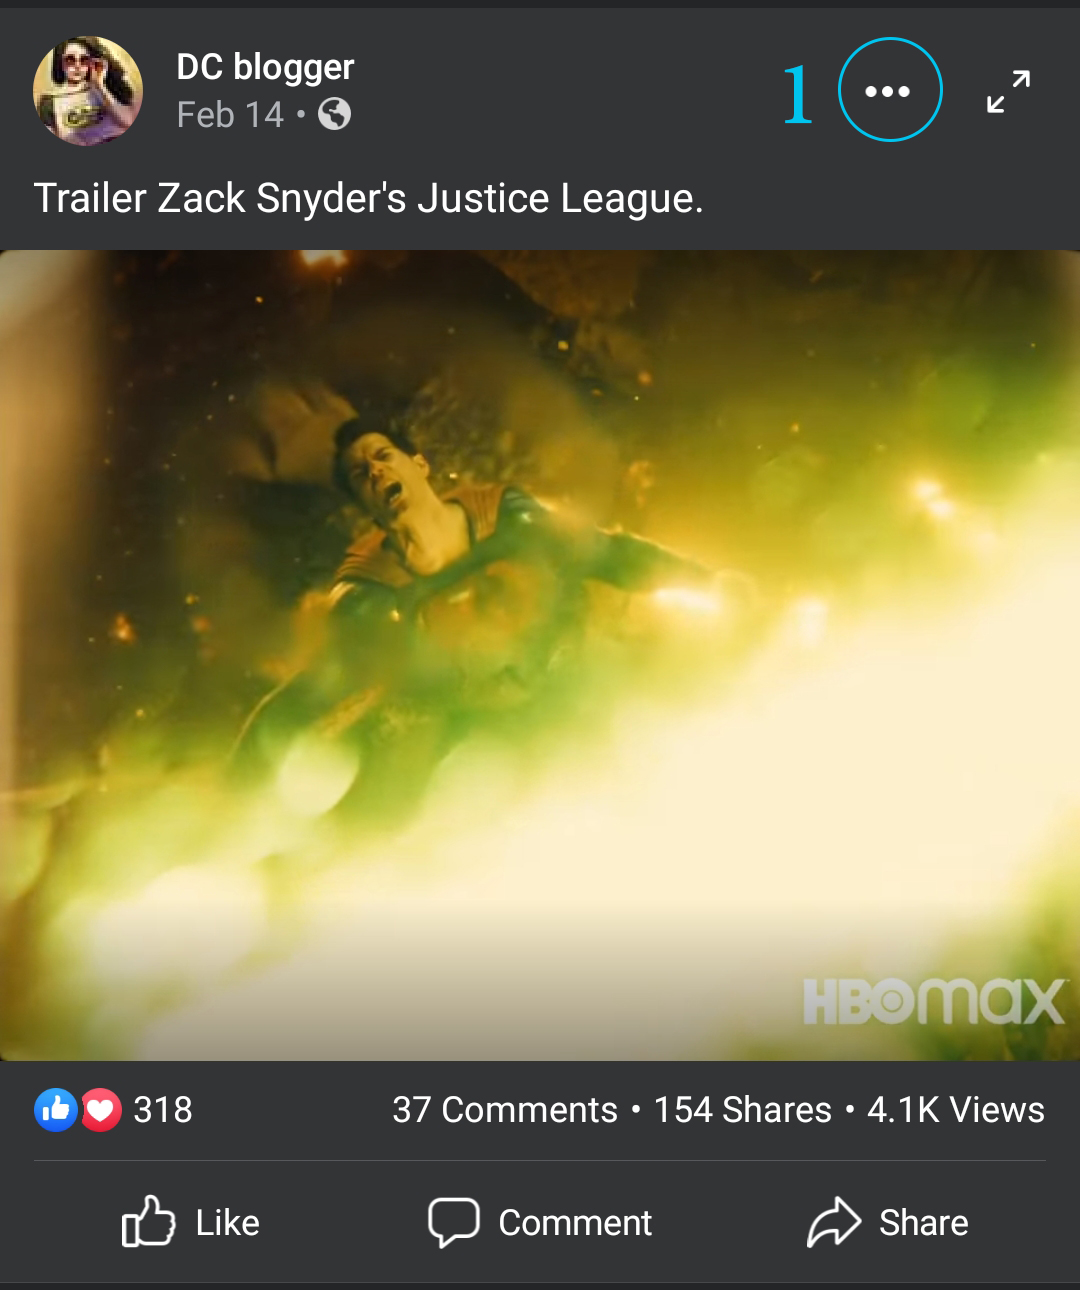 DC blogger
Feb 14 •
1
Trailer Zack Snyder's Justice League.
HBOmax
318
37 Comments • 154 Shares • 4.1K Views
Like
Comment
Share